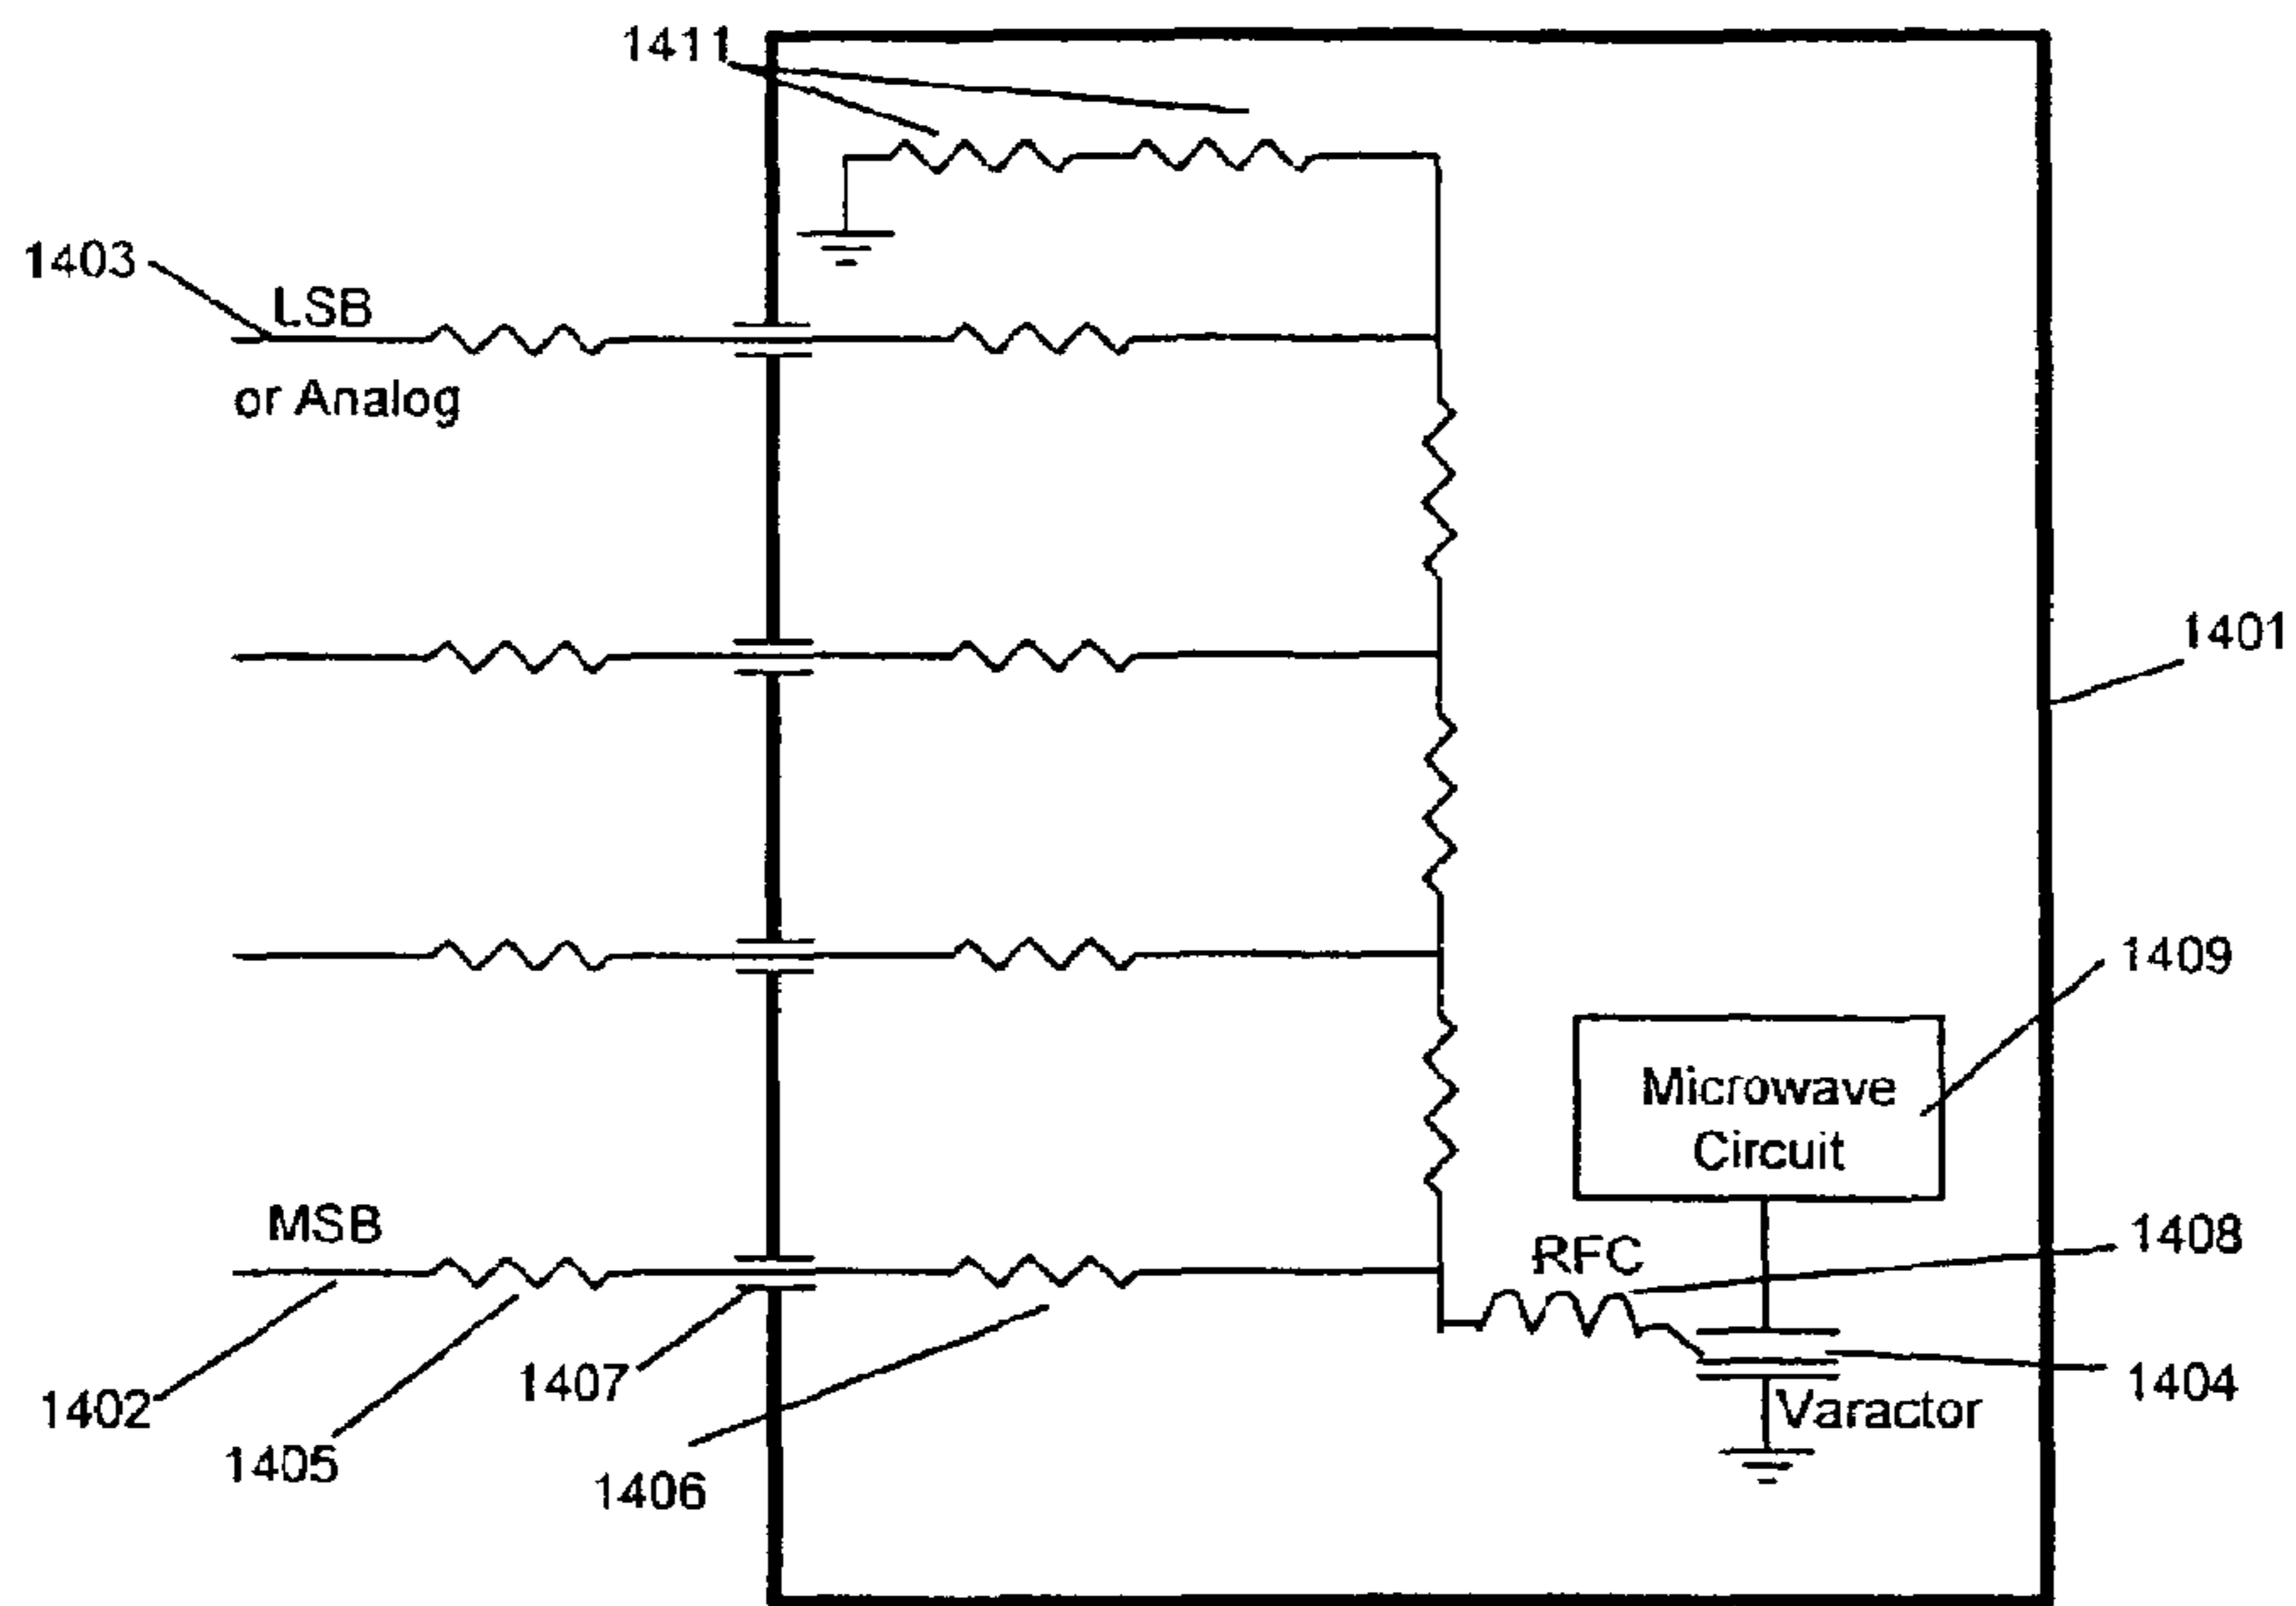 1411
1403
LSB
or Analog
1401
1409
Microwave
Circuit
MSB
RFC
1408
1402
1405
1407
1406
1404
Varactor